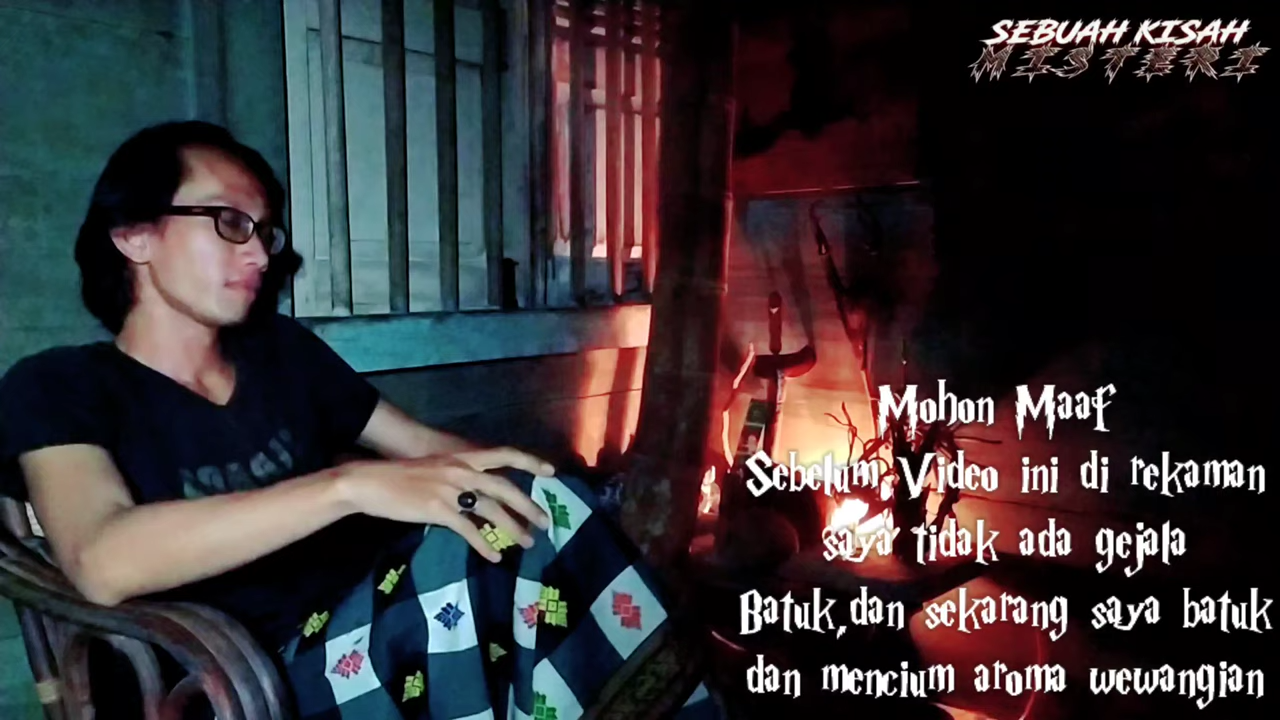 SEBUAH KISAH
MISTERI
Mohon Maaf
Sebelum Video ini di rekaman
saya tidak ada gejala
Batuk,dan sekarang saya batuk
dan mencium aroma wewangian